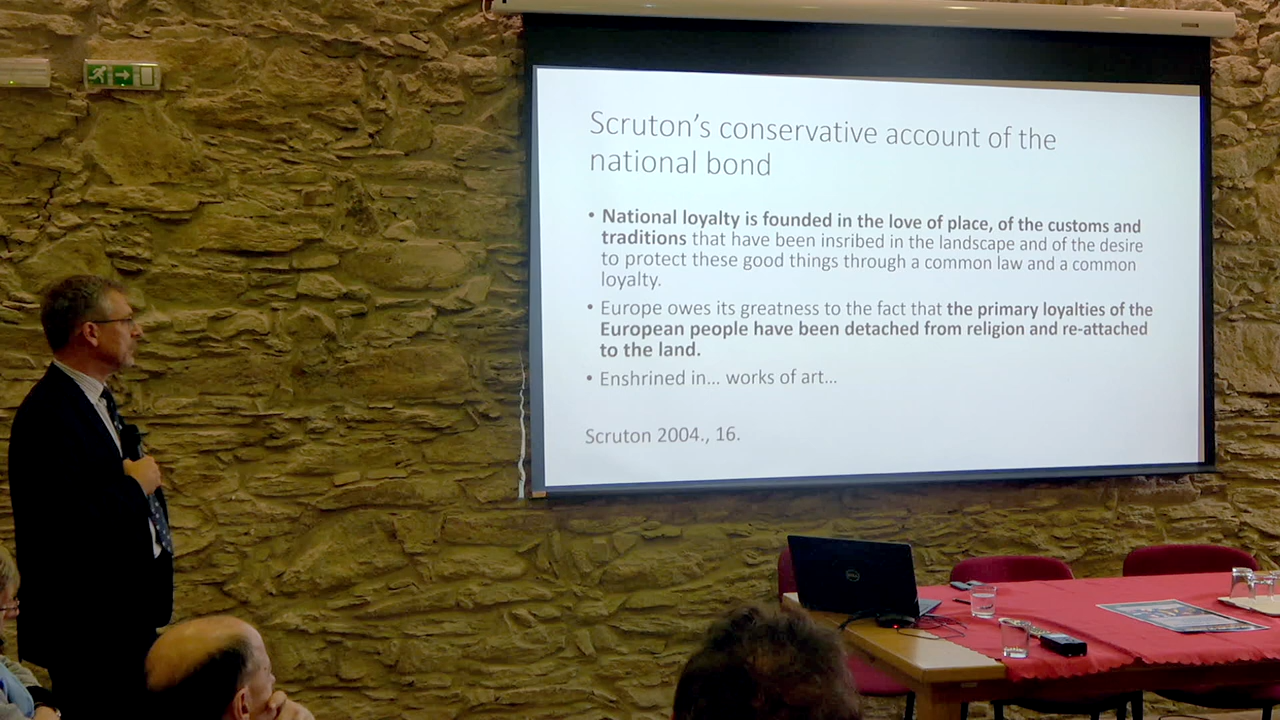 Scruton's conservative account of the
national bond
• National loyalty is founded in the love of place, of the customs and
traditions that have been insribed in the landscape and of the desire
to protect these good things through a common law and a common
loyalty.
• Europe owes its greatness to the fact that the primary loyalties of the
European people have been detached from religion and re-attached
to the land.
• Enshrined in... works of art...
Scruton 2004., 16.
DELL